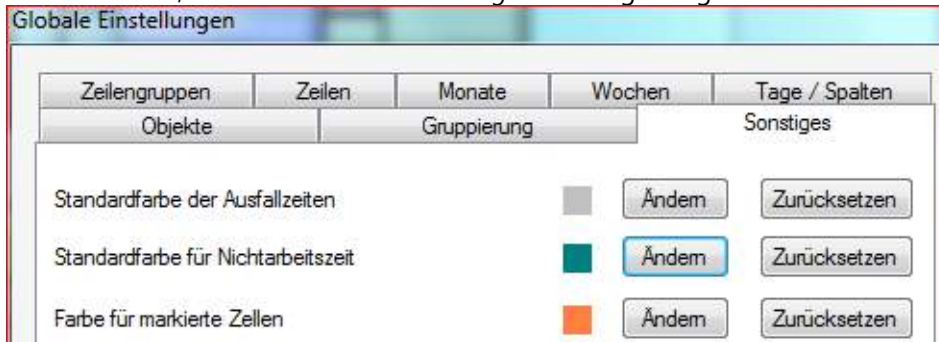 Globale Einstellungen
Zeilengruppen Zeilen Monate Wochen Tage / Spalten
Objekte Gruppierung Sonstiges
Standardfarbe der Ausfallzeiten Ändern Zurücksetzen
Standardfarbe für Nichtarbeitszeit Ändern Zurücksetzen
Farbe für markierte Zellen Ändern Zurücksetzen